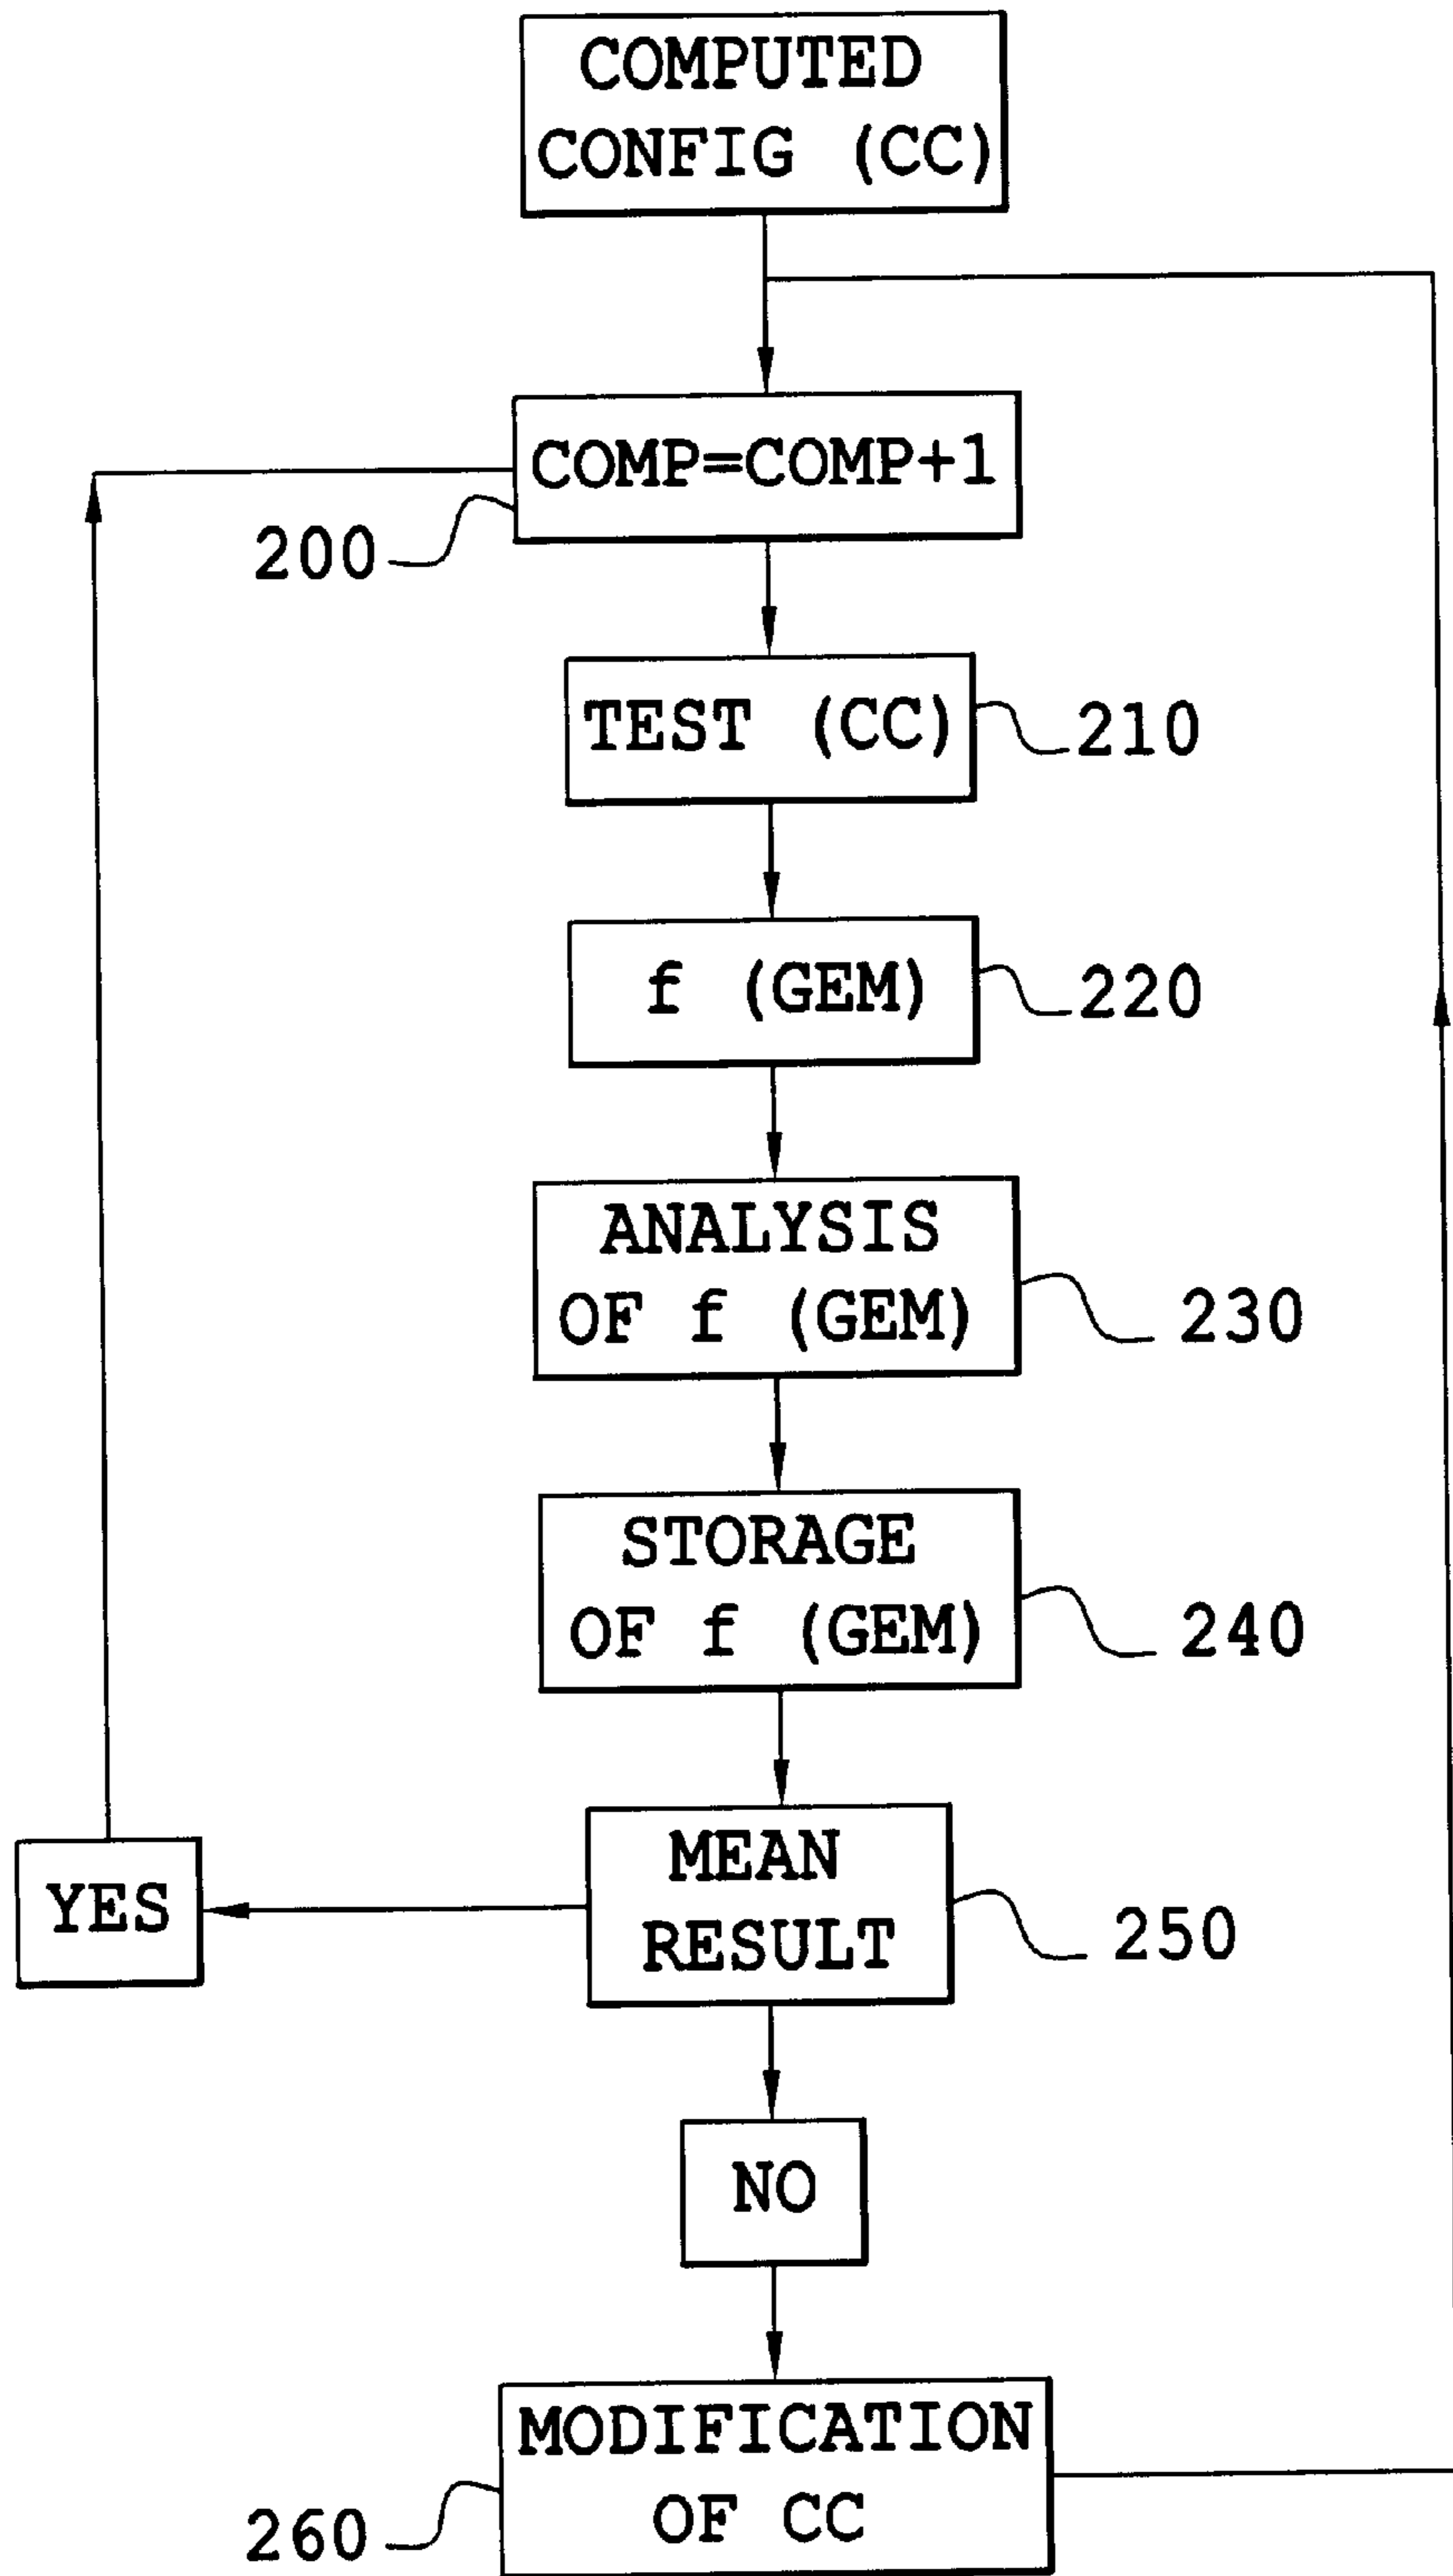 COMPUTED
CONFIG (CC)
COMP=COMP+1
200
TEST (CC)
210
f (GEM)
220
ANALYSIS
OF f (GEM)
230
STORAGE
OF f (GEM)
240
MEAN
RESULT
250
YES
NO
MODIFICATION
OF CC
260